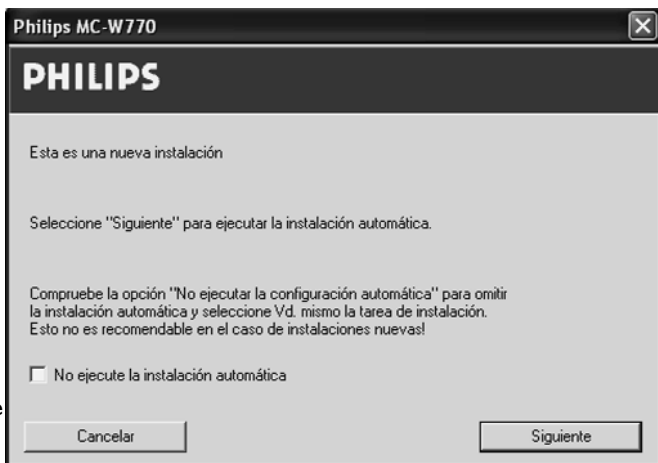 Philips MC-W770
PHILIPS
Esta es una nueva instalación
Seleccione "Siguiente" para ejecutar la instalación automática.
Compruebe la opción "No ejecutar la configuración automática" para omitir
la instalación automática y seleccione Vd. mismo la tarea de instalación.
Esto no es recomendable en el caso de instalaciones nuevas!
No ejecute la instalación automática
Cancelar
Siguiente